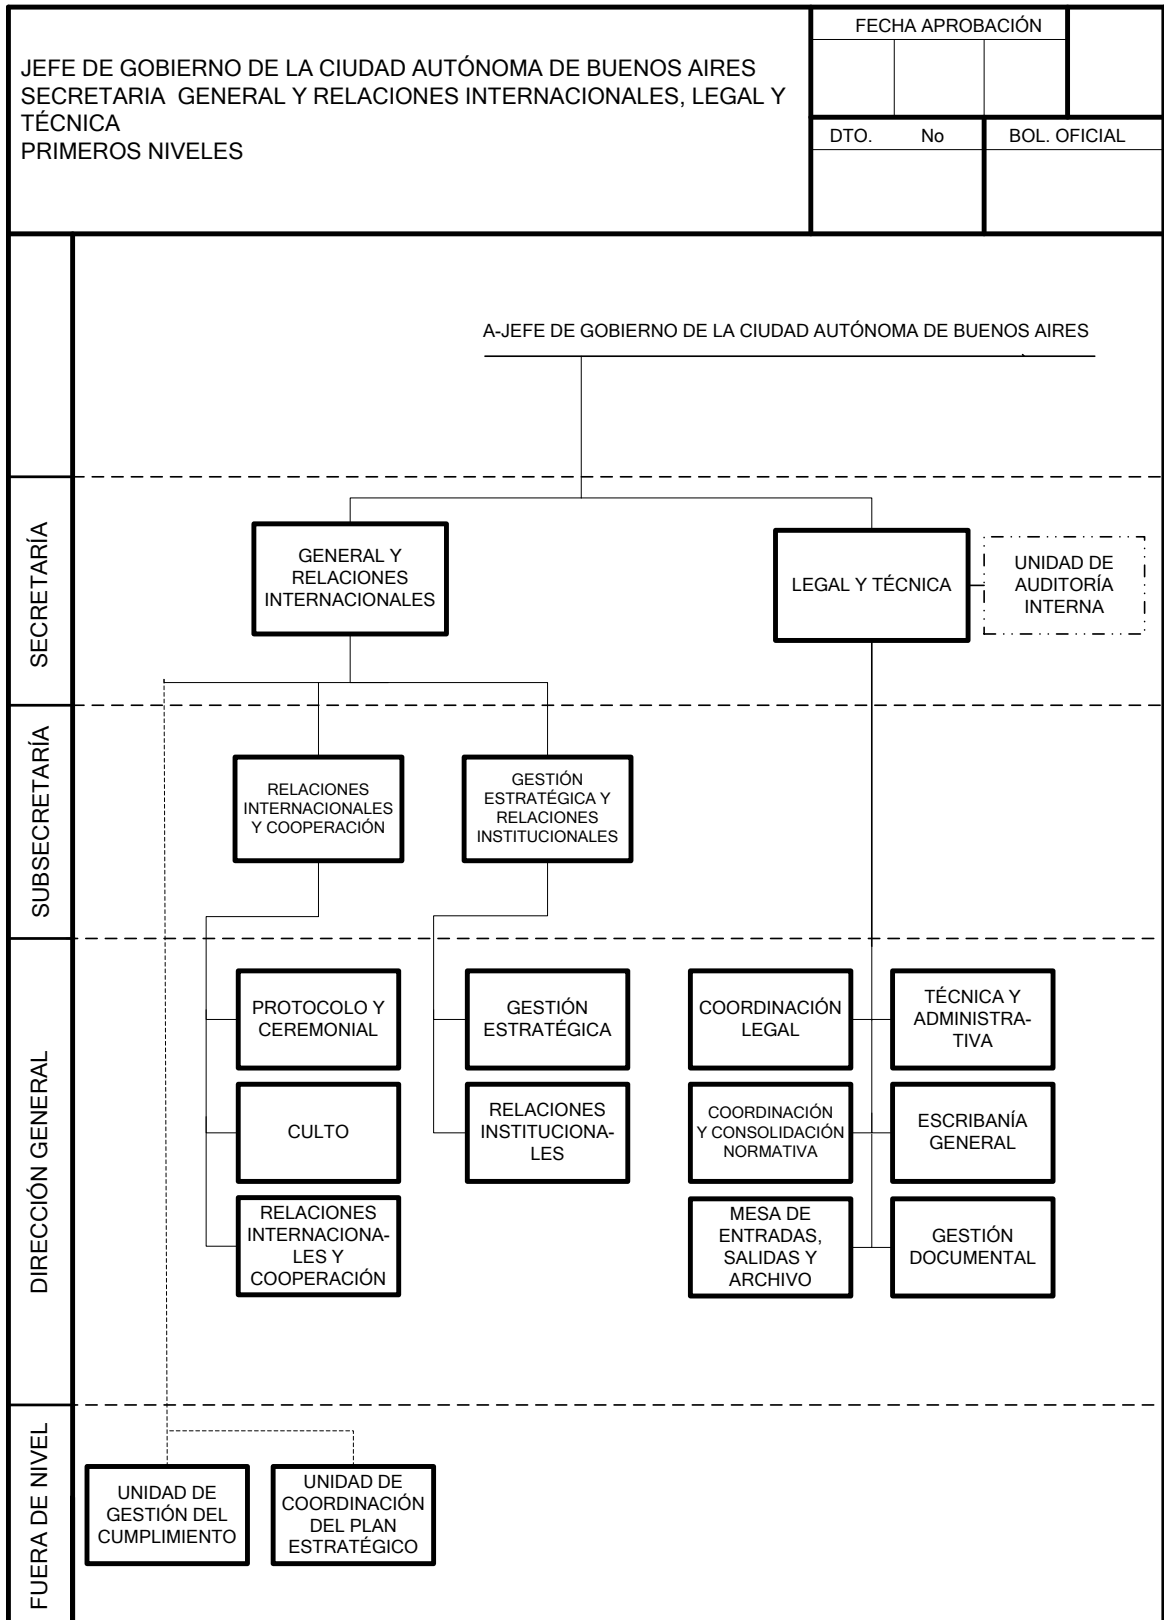 JEFE DE GOBIERNO DE LA CIUDAD AUTÓNOMA DE BUENOS AIRES
SECRETARIA GENERAL Y RELACIONES INTERNACIONALES, LEGAL Y
TÉCNICA
PRIMEROS NIVELES
FECHA APROBACIÓN
DTO. No
BOL. OFICIAL
A-JEFE DE GOBIERNO DE LA CIUDAD AUTÓNOMA DE BUENOS AIRES
SECRETARÍA
GENERAL Y
RELACIONES
INTERNACIONALES
LEGAL Y TÉCNICA
UNIDAD DE
AUDITORÍA
INTERNA
SUBSECRETARÍA
RELACIONES
INTERNACIONALES
Y COOPERACIÓN
GESTIÓN
ESTRATÉGICA Y
RELACIONES
INSTITUCIONALES
DIRECCIÓN GENERAL
PROTOCOLO Y
CEREMONIAL
GESTIÓN
ESTRATÉGICA
COORDINACIÓN
LEGAL
TÉCNICA Y
ADMINISTRA-
TIVA
CULTO
RELACIONES
INSTITUCIONA-
LES
COORDINACIÓN
Y CONSOLIDACIÓN
NORMATIVA
ESCRIBANÍA
GENERAL
RELACIONES
INTERNACIONA-
LES Y
COOPERACIÓN
MESA DE
ENTRADAS,
SALIDAS Y
ARCHIVO
GESTIÓN
DOCUMENTAL
FUERA DE NIVEL
UNIDAD DE
GESTIÓN DEL
CUMPLIMIENTO
UNIDAD DE
COORDINACIÓN
DEL PLAN
ESTRATÉGICO